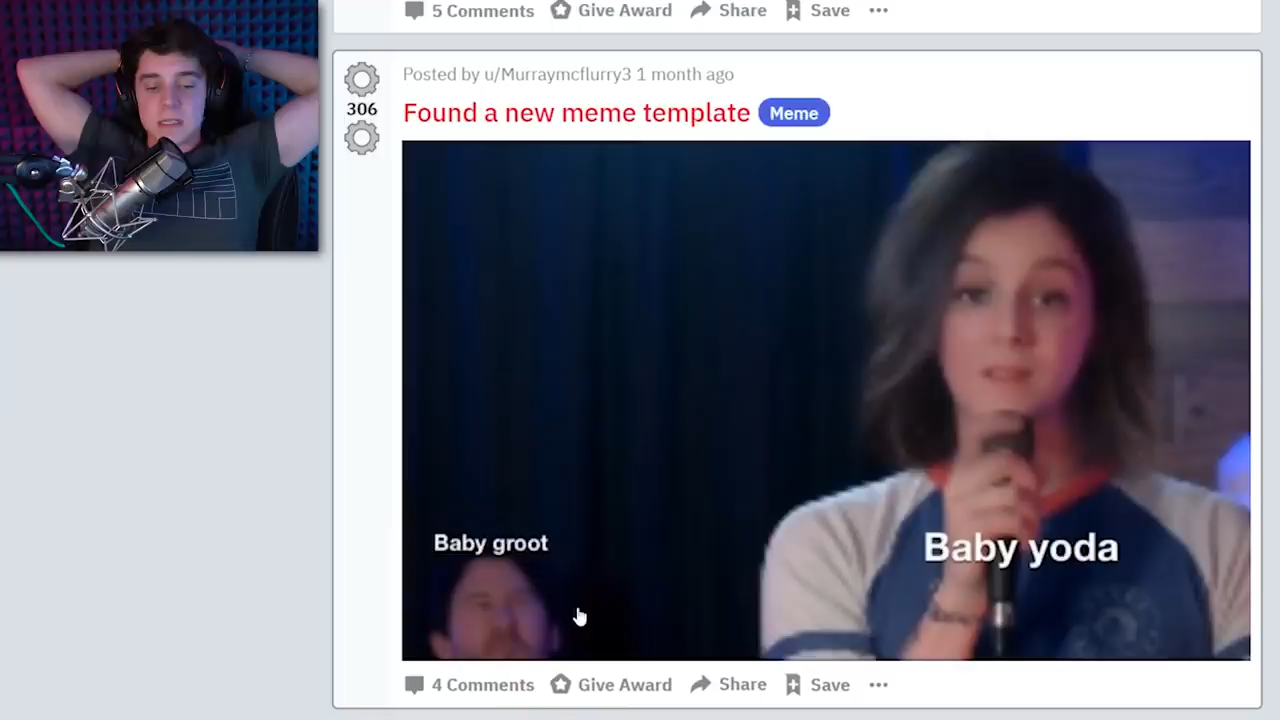 5 Comments Give Award Share Save
Posted by u/Murraymcflurry3 1 month ago
306
Found a new meme template Meme
Baby groot
Baby yoda
4 Comments Give Award Share Save